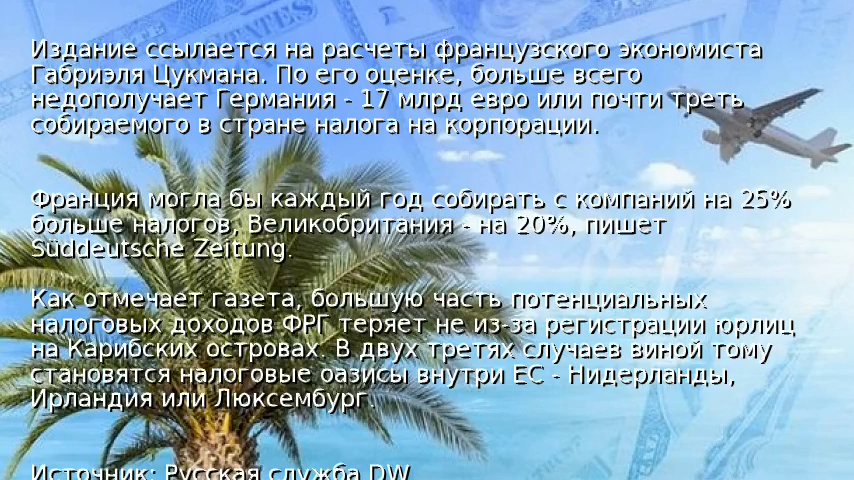 Издание ссылается на расчеты французского экономиста
Габриэля Цукмана. По его оценке, больше всего
недополучает Германия - 17 млрд евро или почти треть
собираемого в стране налога на корпорации.
Франция могла бы каждый год собирать с компаний на 25%
больше налогов, Великобритания - на 20%, пишет
Süddeutsche Zeitung.
Как отмечает газета, большую часть потенциальных
налоговых доходов ФРГ теряет не из-за регистрации юрлиц
на Карибских островах. В двух третях случаев виной тому
становятся налоговые оазисы внутри ЕС - Нидерланды,
Ирландия или Люксембург.
Источник: Русская служба DW